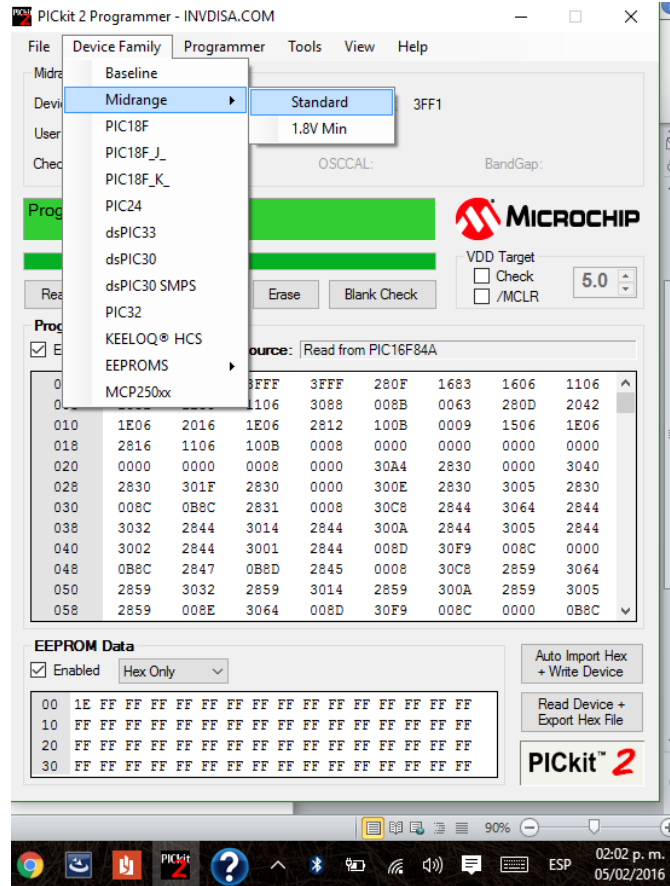 PICkit 2 Programmer - INVDISA.COM
File Device Family Programmer Tools View Help
Midra
Baseline
Devi
Midrange
Standard
3FF1
User
PIC18F
1.8V Min
PIC18F_J_
Chec
OSCCAL:
BandGap:
PIC18F_K_
Prog
PIC24
MICROCHIP
dsPIC33
dsPIC30
VDD Target
Check
5.0
/MCLR
dsPIC30 SMPS
Rea
Erase
Blank Check
PIC32
Prog
KEELOQ® HCS
E
ource: Read from PIC16F84A
EEPROMS
MCP250xx
0 3FFF 3FFF 280F 1683 1606 1106
1106 3088 008B 0063 280D 2042
010 1E06 2016 1E06 2812 100B 0009 1506 1E06
018 2816 1106 100B 0008 0000 0000 0000 0000
020 0000 0000 0008 0000 30A4 2830 0000 3040
028 2830 301F 2830 0000 300E 2830 3005 2830
030 008C 0B8C 2831 0008 30C8 2844 3064 2844
038 3032 2844 3014 2844 300A 2844 3005 2844
040 3002 2844 3001 2844 008D 30F9 008C 0000
048 0B8C 2847 0B8D 2845 0008 30C8 2859 3064
050 2859 3032 2859 3014 2859 300A 2859 3005
058 2859 008E 3064 008D 30F9 008C 0000 0B8C
EEPROM Data
Enabled Hex Only
Auto Import Hex
+ Write Device
00 1E FF FF FF FF FF FF FF FF FF FF FF FF FF FF FF
10 FF FF FF FF FF FF FF FF FF FF FF FF FF FF FF FF
20 FF FF FF FF FF FF FF FF FF FF FF FF FF FF FF FF
30 FF FF FF FF FF FF FF FF FF FF FF FF FF FF FF FF
Read Device +
Export Hex File
PICkit™ 2
90%
PICkit 2
ESP
02:02 p. m.
05/02/2016